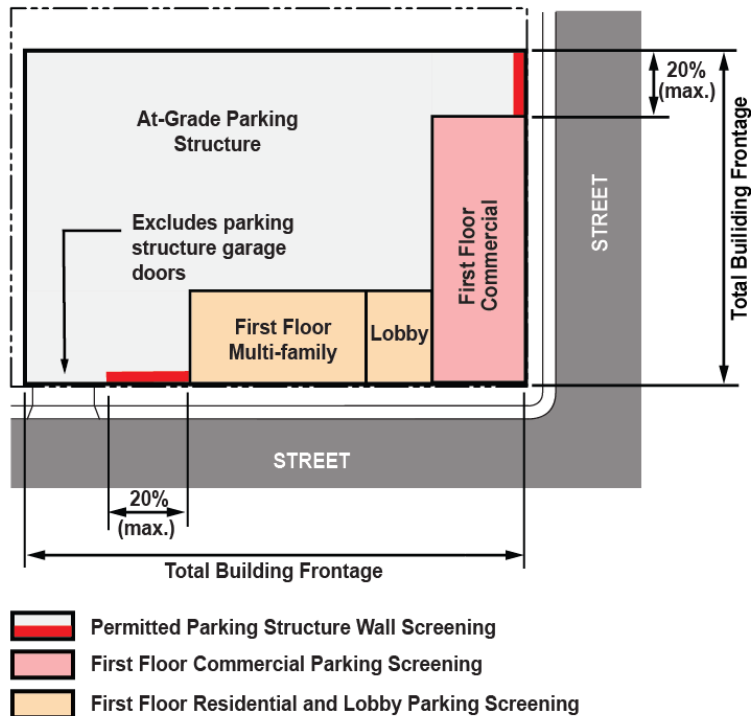 20%
(max.)
At-Grade Parking
Structure
Excludes parking
structure garage
doors
First Floor
Commercial
STREET
Total Builiding Frontage
First Floor
Multi-family
Lobby
STREET
20%
(max.)
Total Building Frontage
Permitted Parking Structure Wall Screening
First Floor Commercial Parking Screening
First Floor Residential and Lobby Parking Screening